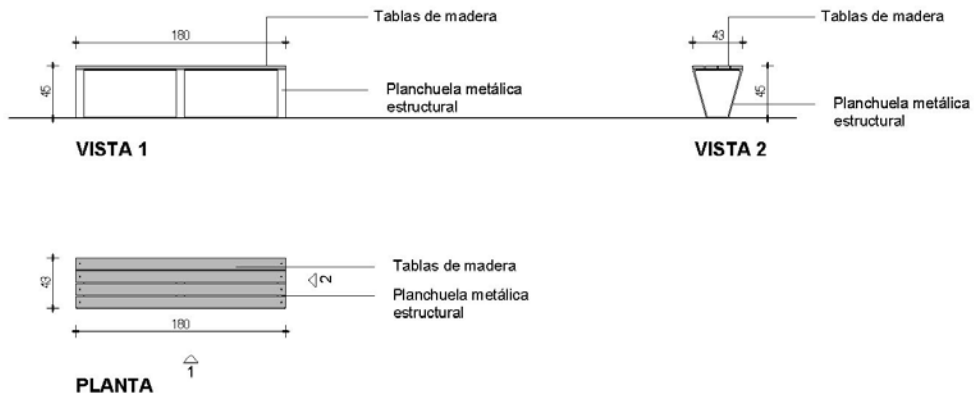 Tablas de madera
180
45
Planchuela metálica
estructural
VISTA 1
Tablas de madera
43
45
Planchuela metálica
estructural
VISTA 2
Tablas de madera
43
2
Planchuela metálica
estructural
180
1
PLANTA